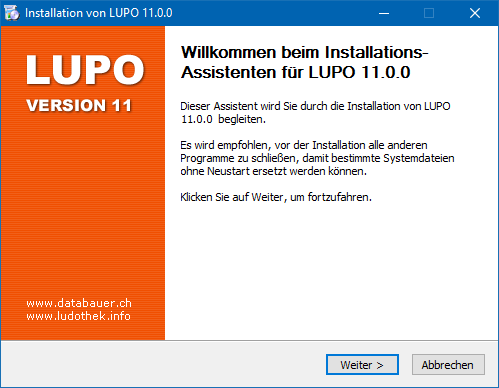 Installation von LUPO 11.0.0
LUPO
VERSION 11
Willkommen beim Installations-
Assistenten für LUPO 11.0.0
Dieser Assistent wird Sie durch die Installation von LUPO
11.0.0 begleiten.
Es wird empfohlen, vor der Installation alle anderen
Programme zu schließen, damit bestimmte Systemdateien
ohne Neustart ersetzt werden können.
Klicken Sie auf Weiter, um fortzufahren.
www.databauer.ch
www.ludothek.info
Weiter >
Abbrechen